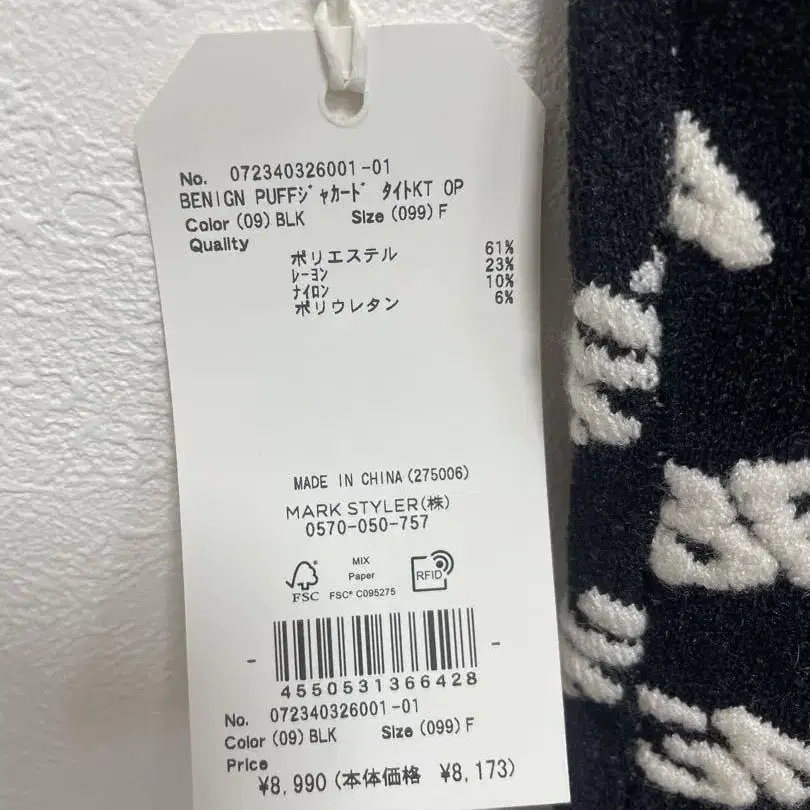 No. 072340326001-01
BENIGN PUFFｼﾞｬｶｰﾄﾞ ﾀｲﾄKT OP
Color (09) BLK Size (099) F
Quality
ポリエステル 61%
ﾚｰﾖﾝ 23%
ﾅｲﾛﾝ 10%
ポリウレタン 6%
MADE IN CHINA (275006)
MARK STYLER(株)
0570-050-757
FSC
MIX
Paper
FSC® C095275
RFID
4550531366428
No. 072340326001-01
Color (09) BLK Size (099) F
Price
¥8,990 (本体価格 ¥8,173)